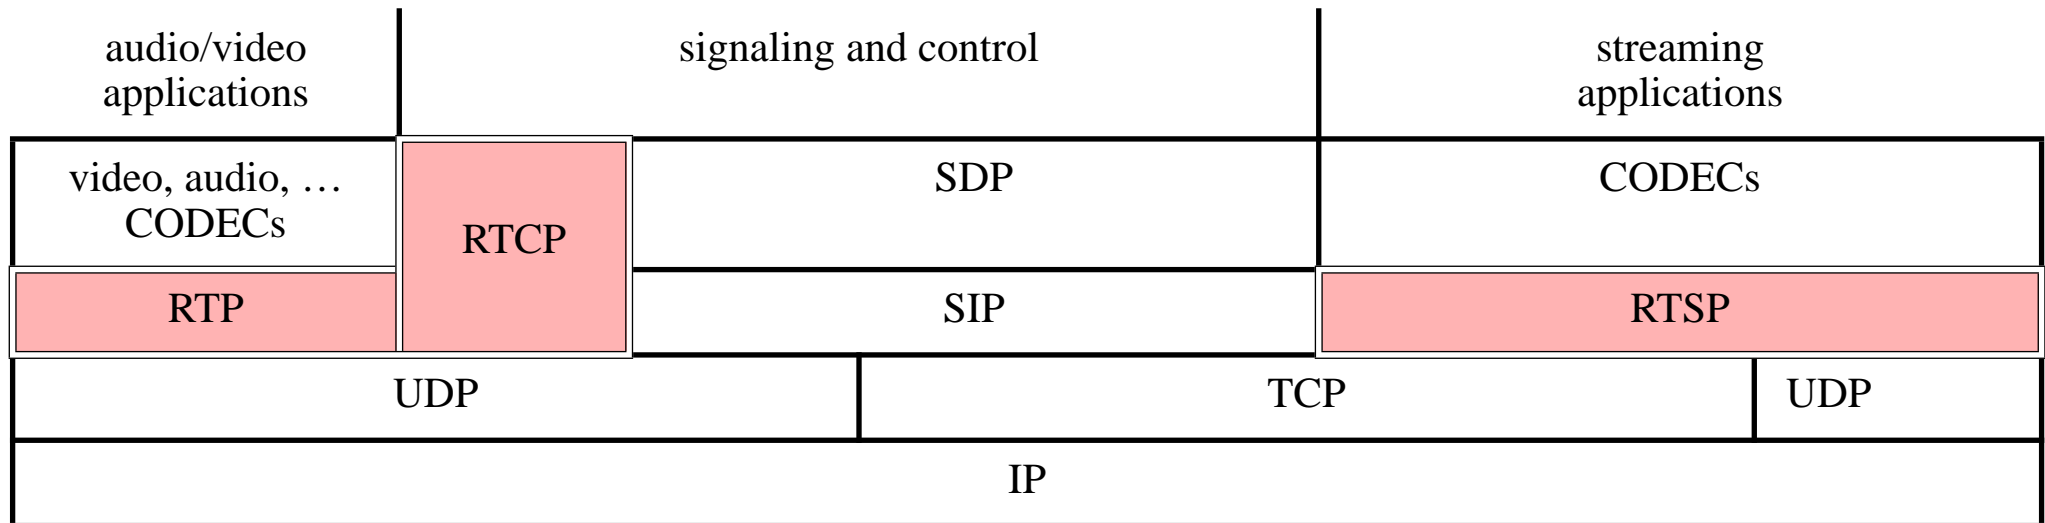 audio/video
applications
signaling and control
streaming
applications
video, audio, …
CODECs
RTCP
SDP
CODECs
RTP
SIP
RTSP
UDP
TCP
UDP
IP